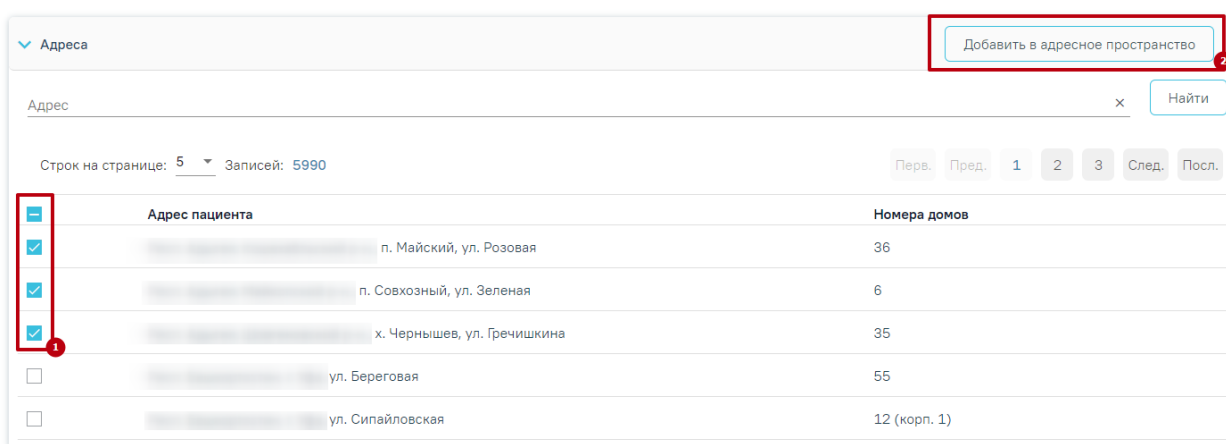 Адреса
Добавить в адресное пространство
2
Адрес
Найти
Строк на странице: 5 Записей: 5990 Перв. Пред. 1 2 3 След. Посл.
Адрес пациента Номера домов
п. Майский, ул. Розовая 36
п. Совхозный, ул. Зеленая 6
х. Чернышев, ул. Гречишкина 35
1
ул. Береговая 55
ул. Сипайловская 12 (корп. 1)